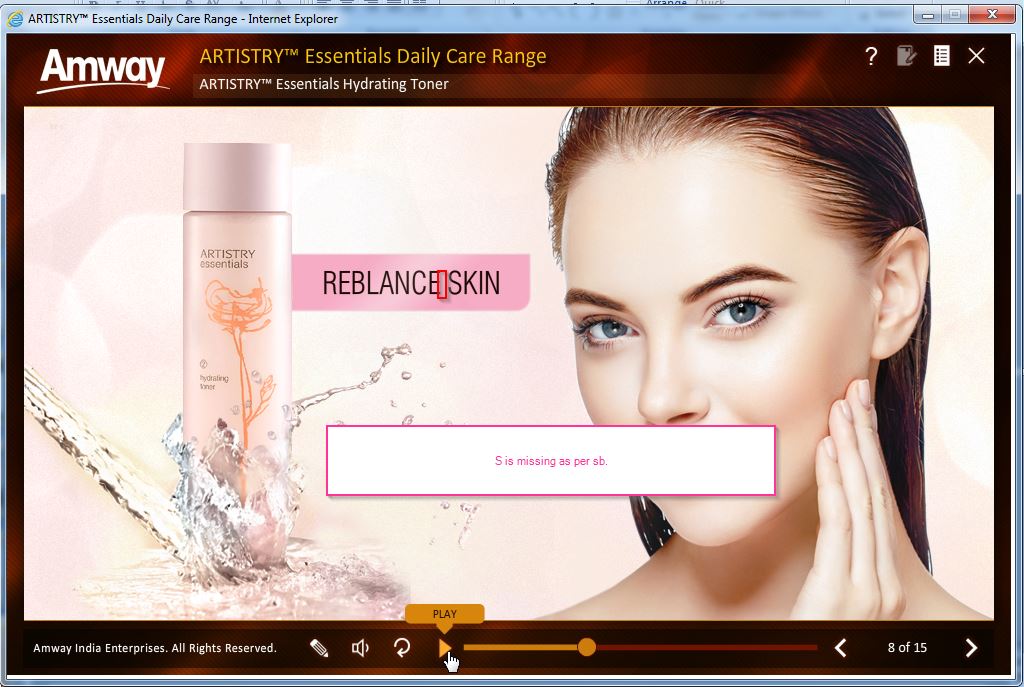 ARTISTRY™ Essentials Daily Care Range - Internet Explorer
Amway
ARTISTRY™ Essentials Daily Care Range
?
ARTISTRY™ Essentials Hydrating Toner
ARTISTRY
essentials
REBLANCE SKIN
2
hydrating
toner
S is missing as per sb.
PLAY
Amway India Enterprises. All Rights Reserved.
8 of 15